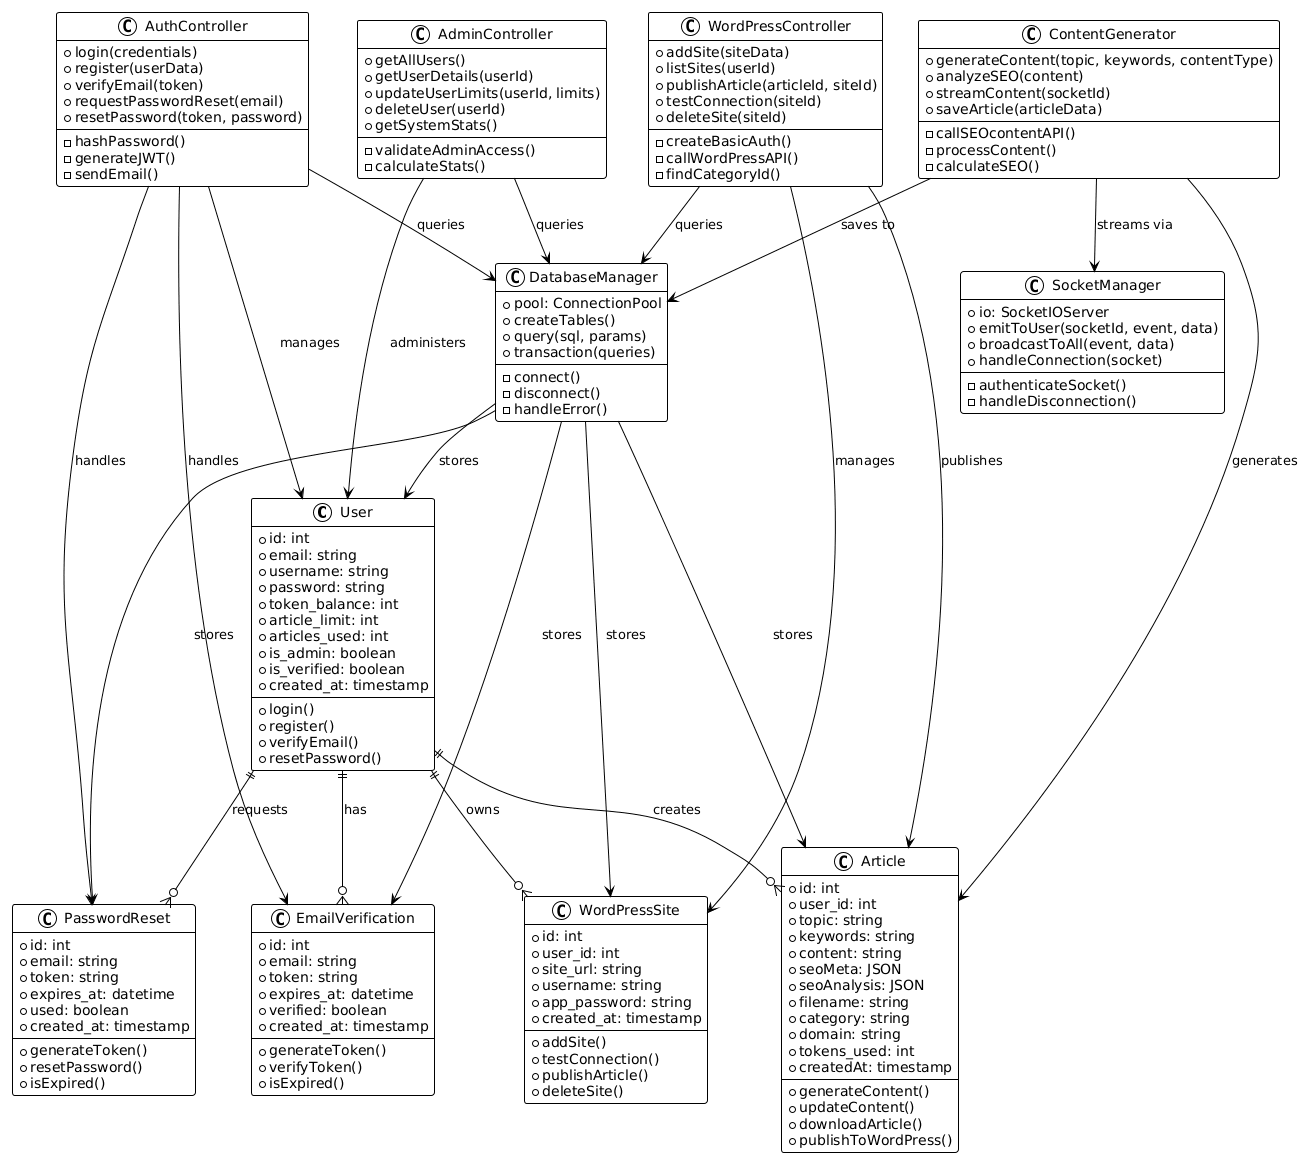 C AuthController
login(credentials)
register(userData)
verifyEmail(token)
requestPasswordReset(email)
resetPassword(token, password)
hashPassword()
generateJWT()
sendEmail()
C AdminController
getAllUsers()
getUserDetails(userId)
updateUserLimits(userId, limits)
deleteUser(userId)
getSystemStats()
validateAdminAccess()
calculateStats()
C WordPressController
addSite(siteData)
listSites(userId)
publishArticle(articleId, siteId)
testConnection(siteId)
deleteSite(siteId)
createBasicAuth()
callWordPressAPI()
findCategoryId()
C ContentGenerator
generateContent(topic, keywords, contentType)
analyzeSEO(content)
streamContent(socketId)
saveArticle(articleData)
callSEOcontentAPI()
processContent()
calculateSEO()
queries
queries
queries
saves to
streams via
C DatabaseManager
pool: ConnectionPool
createTables()
query(sql, params)
transaction(queries)
connect()
disconnect()
handleError()
C SocketManager
io: SocketIOServer
emitToUser(socketId, event, data)
broadcastToAll(event, data)
handleConnection(socket)
authenticateSocket()
handleDisconnection()
manages
administers
handles
handles
stores
manages
publishes
generates
C User
id: int
email: string
username: string
password: string
token_balance: int
article_limit: int
articles_used: int
is_admin: boolean
is_verified: boolean
created_at: timestamp
login()
register()
verifyEmail()
resetPassword()
stores
stores
stores
stores
requests
has
owns
creates
C PasswordReset
id: int
email: string
token: string
expires_at: datetime
used: boolean
created_at: timestamp
generateToken()
resetPassword()
isExpired()
C EmailVerification
id: int
email: string
token: string
expires_at: datetime
verified: boolean
created_at: timestamp
generateToken()
verifyToken()
isExpired()
C WordPressSite
id: int
user_id: int
site_url: string
username: string
app_password: string
created_at: timestamp
addSite()
testConnection()
publishArticle()
deleteSite()
C Article
id: int
user_id: int
topic: string
keywords: string
content: string
seoMeta: JSON
seoAnalysis: JSON
filename: string
category: string
domain: string
tokens_used: int
createdAt: timestamp
generateContent()
updateContent()
downloadArticle()
publishToWordPress()